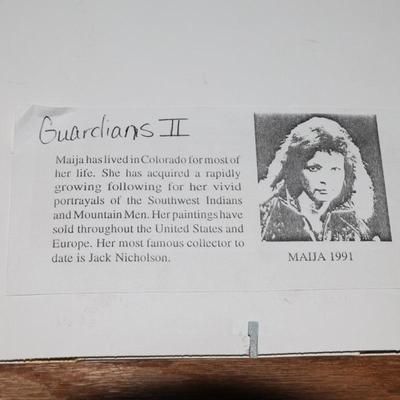 Guardians II
Maija has lived in Colorado for most of
her life. She has acquired a rapidly
growing following for her vivid
portrayals of the Southwest Indians
and Mountain Men. Her paintings have
sold throughout the United States and
Europe. Her most famous collector to
date is Jack Nicholson.
MAIJA 1991